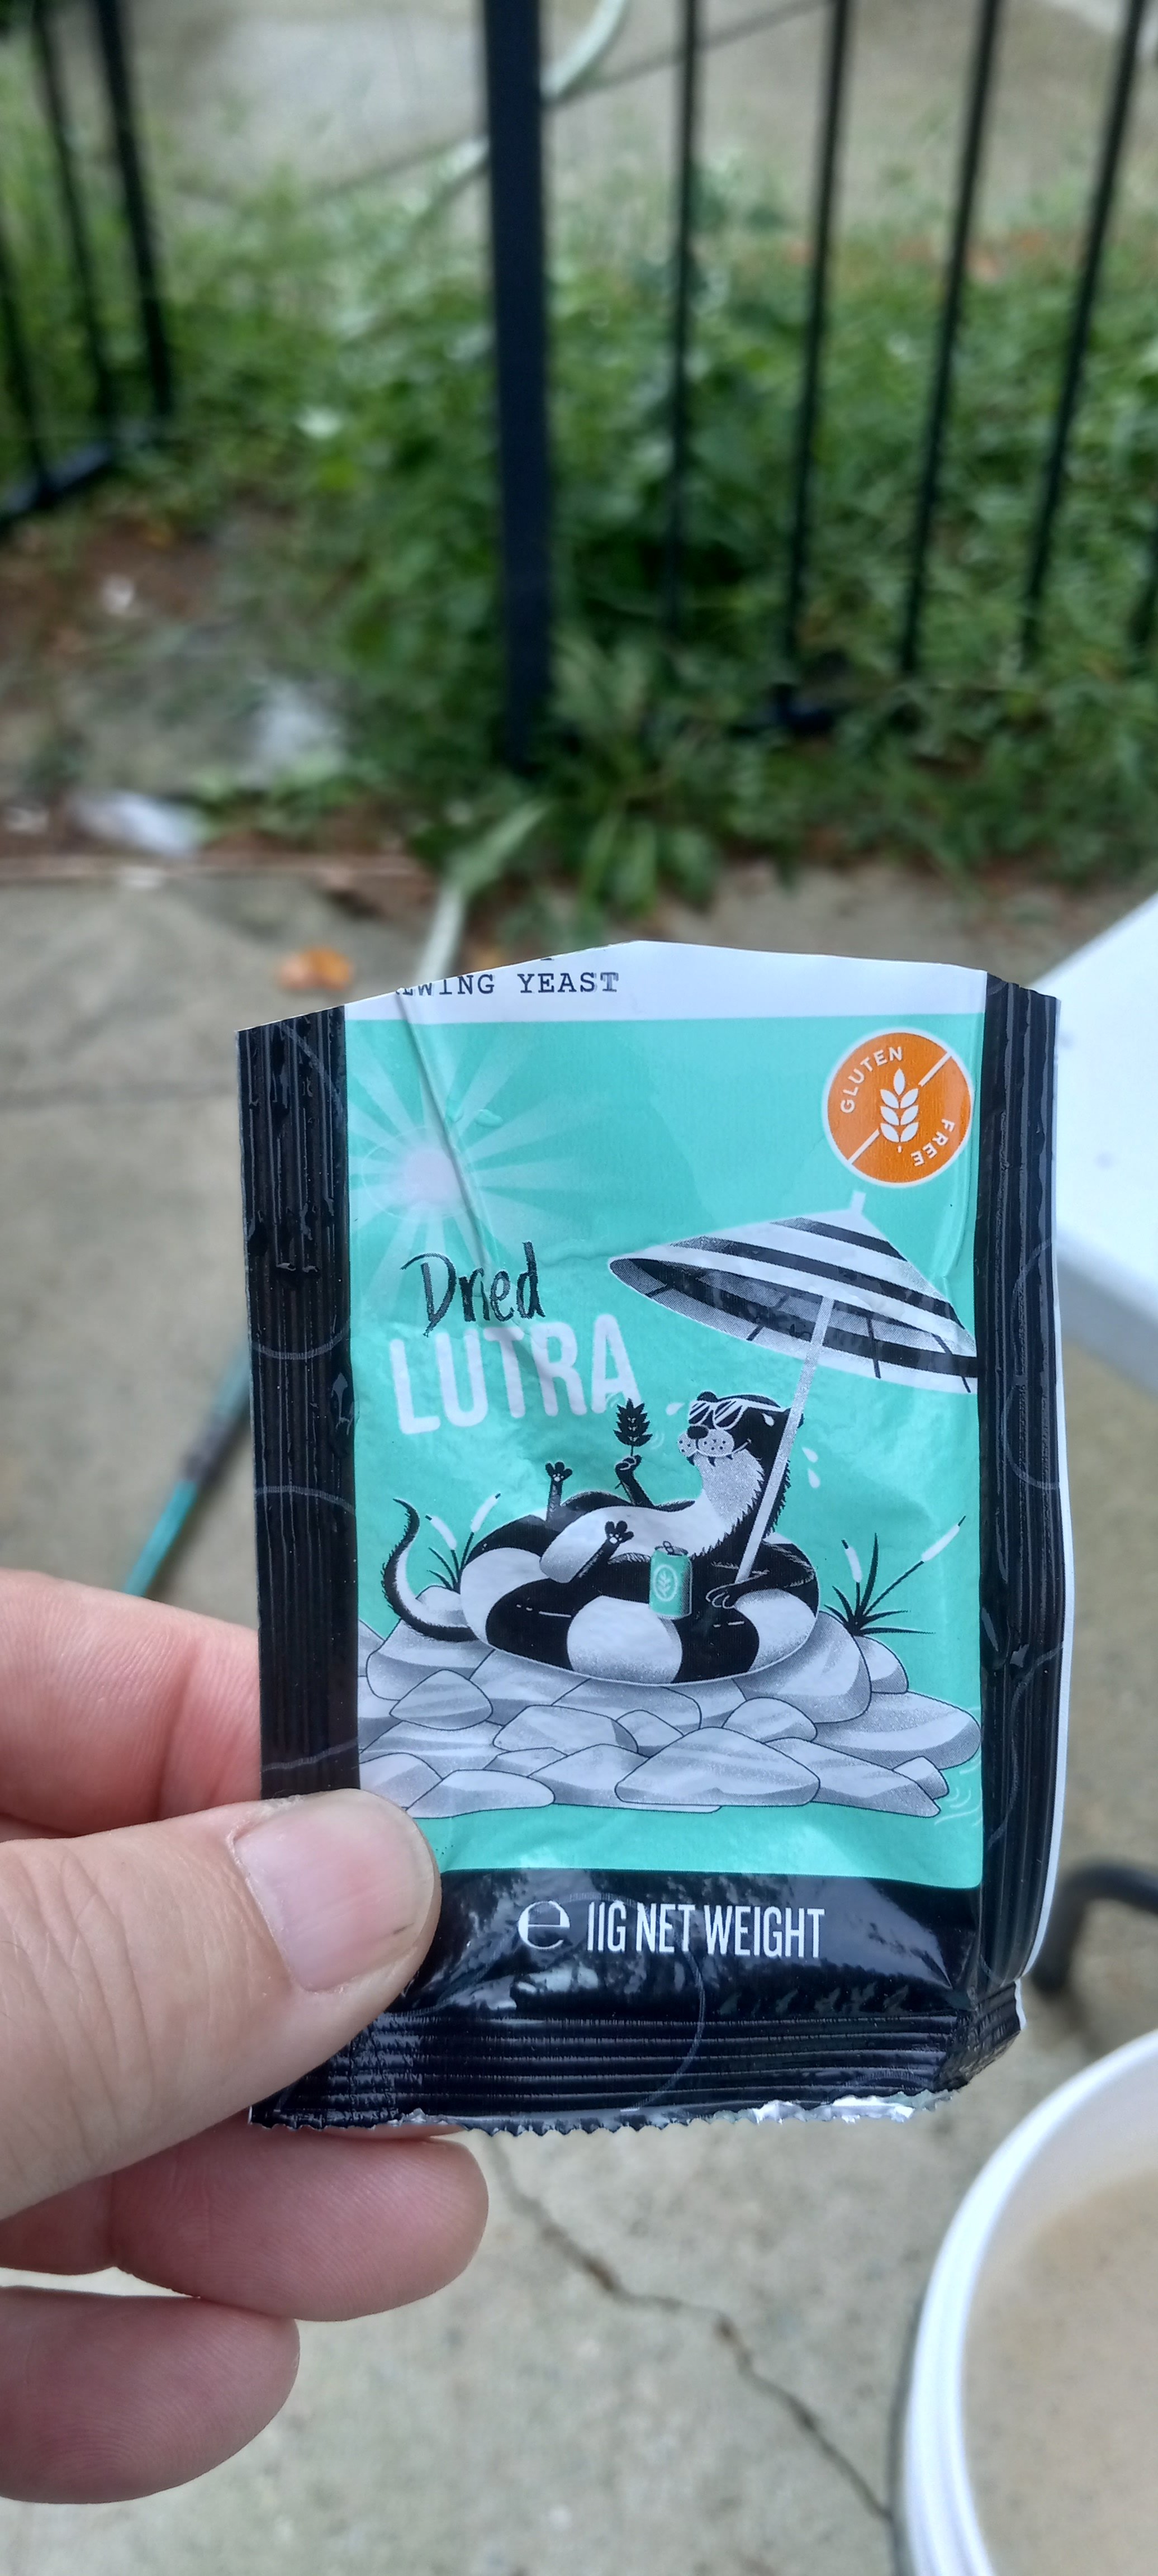 YEAST
GLUTEN
FREE
Dried
LUTRA
e 11G NET WEIGHT